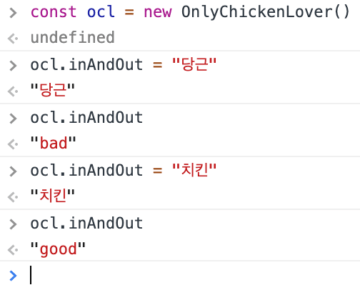 > const ocl = new OnlyChickenLover()
undefined
> ocl.inAndOut = "당근"
"당근"
> ocl.inAndOut
"bad"
> ocl.inAndOut = "치킨"
"치킨"
> ocl.inAndOut
"good"
>